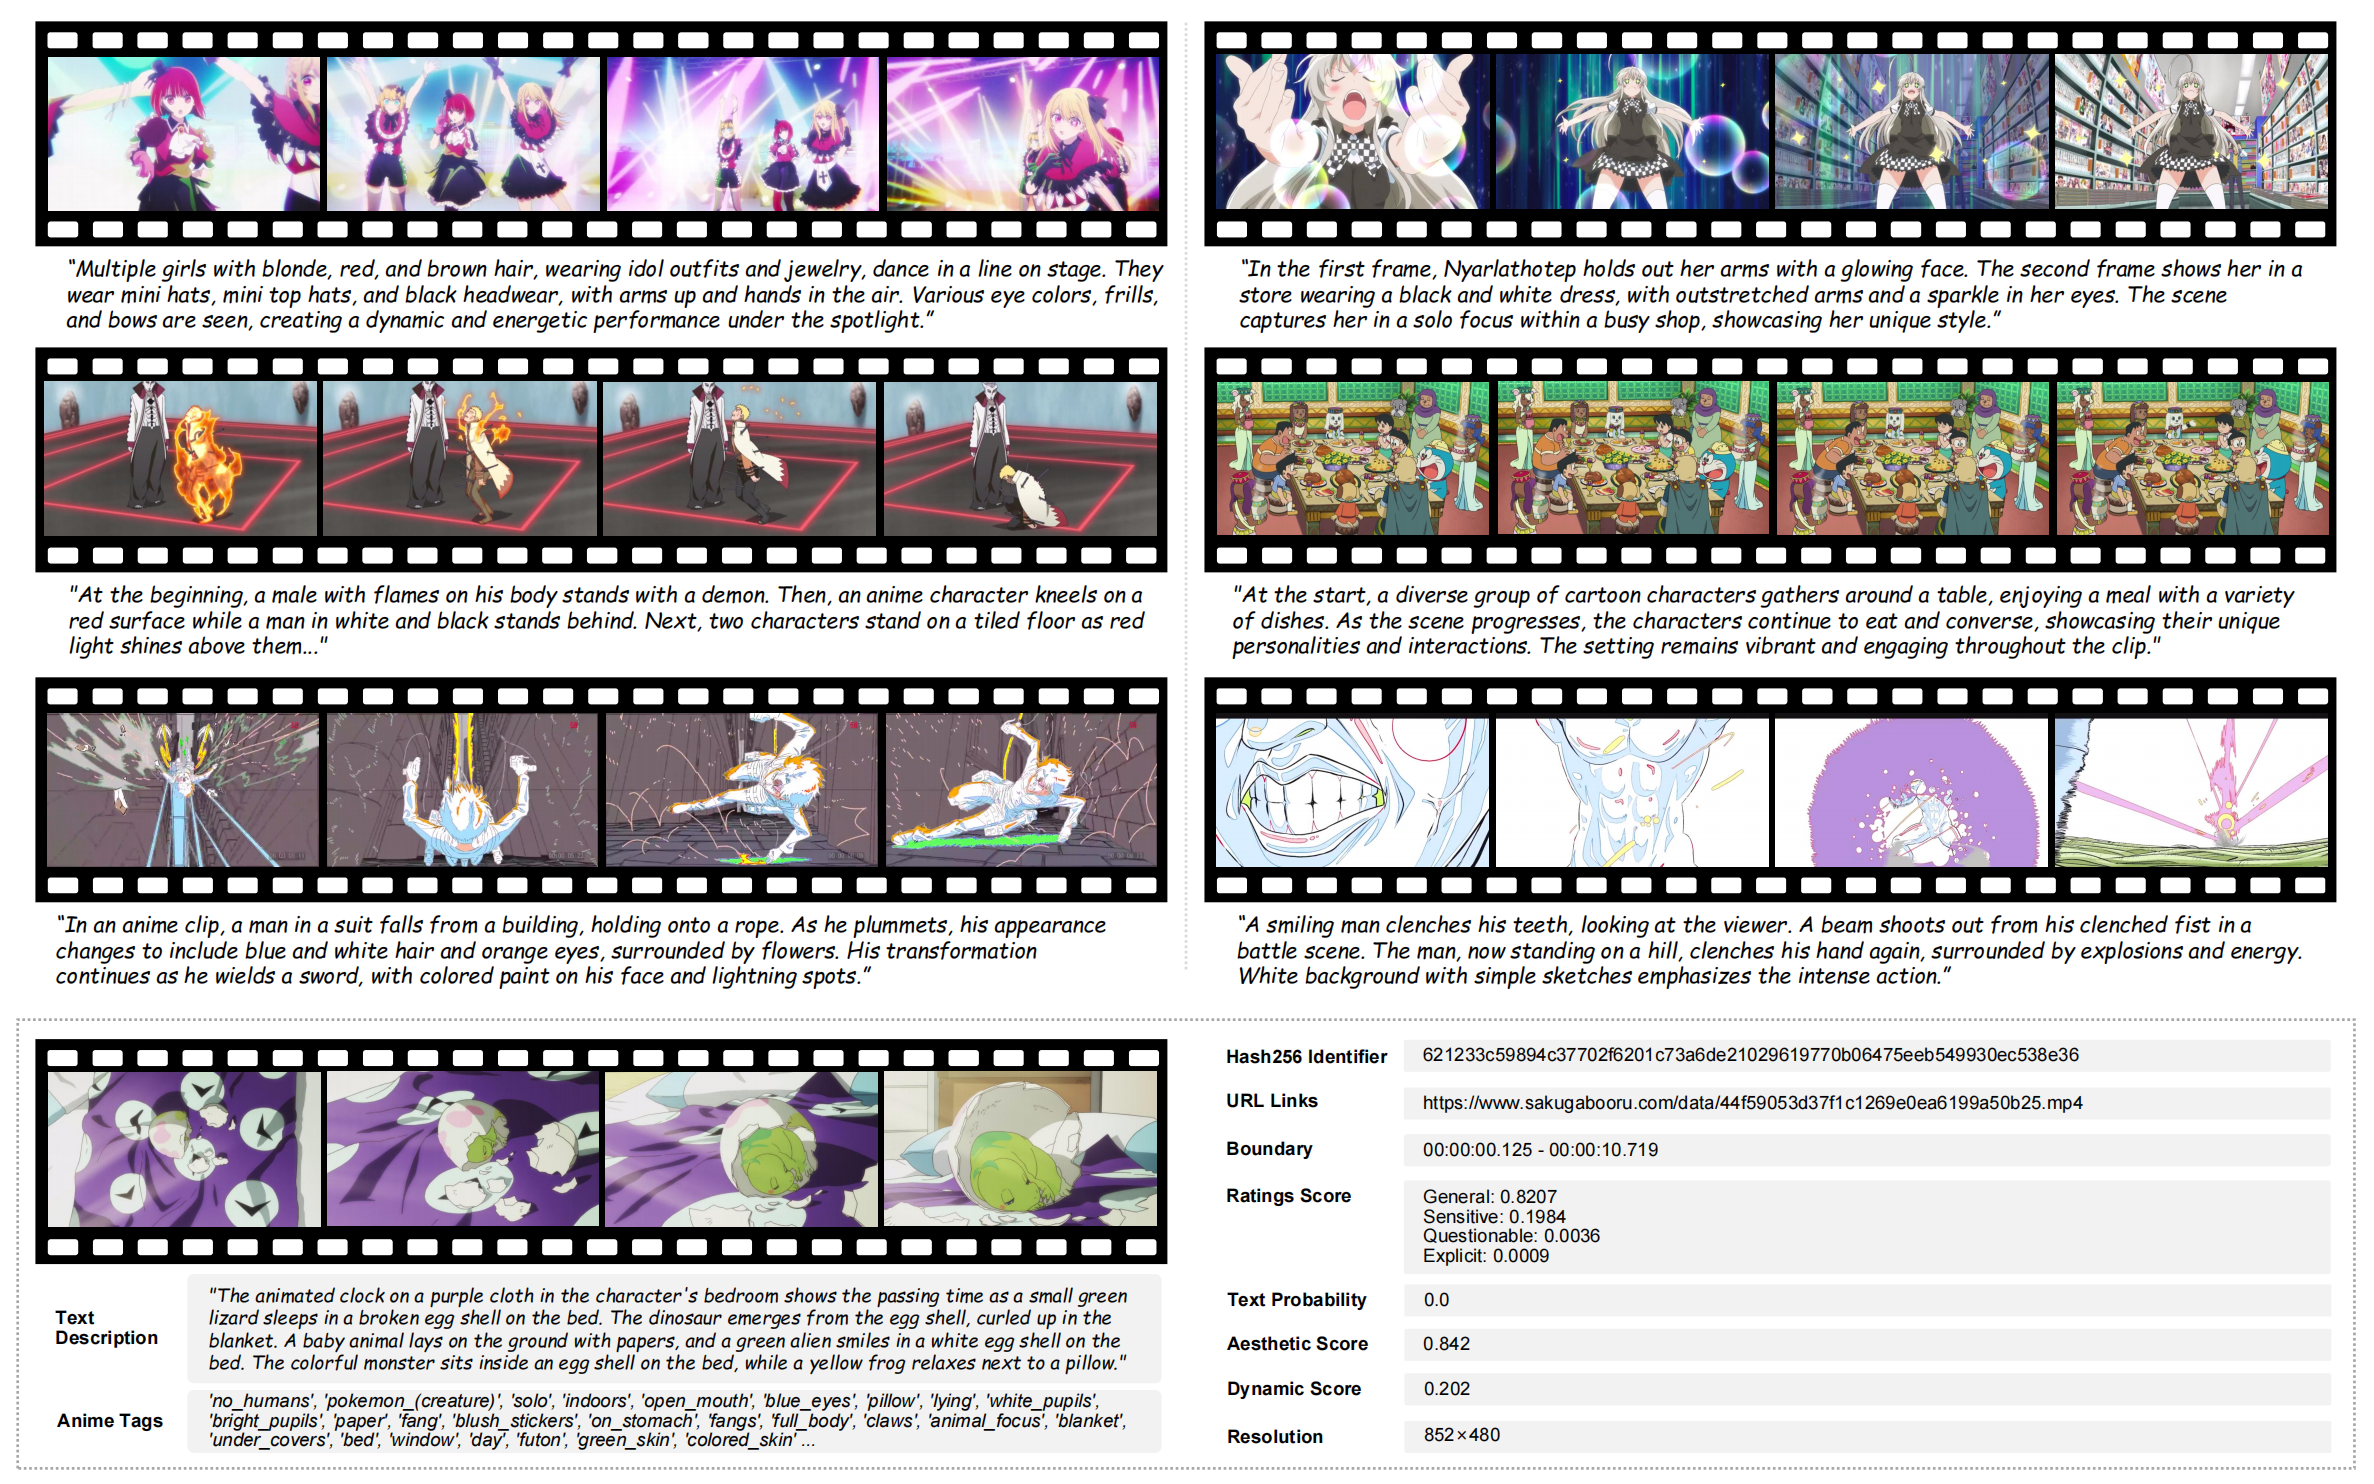 “Multiple girls with blonde, red, and brown hair, wearing idol outfits and jewelry, dance in a line on stage. They
wear mini hats, mini top hats, and black headwear, with arms up and hands in the air. Various eye colors, frills,
and bows are seen, creating a dynamic and energetic performance under the spotlight.”
“In the first frame, Nyarlathotep holds out her arms with a glowing face. The second frame shows her in a
store wearing a black and white dress, with outstretched arms and a sparkle in her eyes. The scene
captures her in a solo focus within a busy shop, showcasing her unique style.”
"At the beginning, a male with flames on his body stands with a demon. Then, an anime character kneels on a
red surface while a man in white and black stands behind. Next, two characters stand on a tiled floor as red
light shines above them..."
"At the start, a diverse group of cartoon characters gathers around a table, enjoying a meal with a variety
of dishes. As the scene progresses, the characters continue to eat and converse, showcasing their unique
personalities and interactions. The setting remains vibrant and engaging throughout the clip."
“In an anime clip, a man in a suit falls from a building, holding onto a rope. As he plummets, his appearance
changes to include blue and white hair and orange eyes, surrounded by flowers. His transformation
continues as he wields a sword, with colored paint on his face and lightning spots.”
“A smiling man clenches his teeth, looking at the viewer. A beam shoots out from his clenched fist in a
battle scene. The man, now standing on a hill, clenches his hand again, surrounded by explosions and energy.
White background with simple sketches emphasizes the intense action.”
Text
Description
"The animated clock on a purple cloth in the character's bedroom shows the passing time as a small green
lizard sleeps in a broken egg shell on the bed. The dinosaur emerges from the egg shell, curled up in the
blanket. A baby animal lays on the ground with papers, and a green alien smiles in a white egg shell on the
bed. The colorful monster sits inside an egg shell on the bed, while a yellow frog relaxes next to a pillow."
Anime Tags
'no_humans', 'pokemon_(creature)', 'solo', 'indoors', 'open_mouth', 'blue_eyes', 'pillow', 'lying', 'white_pupils',
'bright_pupils', 'paper', 'fang', 'blush_stickers', 'on_stomach', 'fangs', 'full_body', 'claws', 'animal_focus', 'blanket',
'under_covers', 'bed', 'window', 'day', 'futon', 'green_skin', 'colored_skin' ...
Hash256 Identifier 621233c59894c37702f6201c73a6de21029619770b06475eeb549930ec538e36
URL Links https://www.sakugabooru.com/data/44f59053d37f1c1269e0ea6199a50b25.mp4
Boundary 00:00:00.125 - 00:00:10.719
Ratings Score General: 0.8207
Sensitive: 0.1984
Questionable: 0.0036
Explicit: 0.0009
Text Probability 0.0
Aesthetic Score 0.842
Dynamic Score 0.202
Resolution 852×480